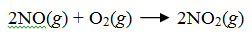 2NO(g) + O₂(g) ⟶ 2NO₂(g)